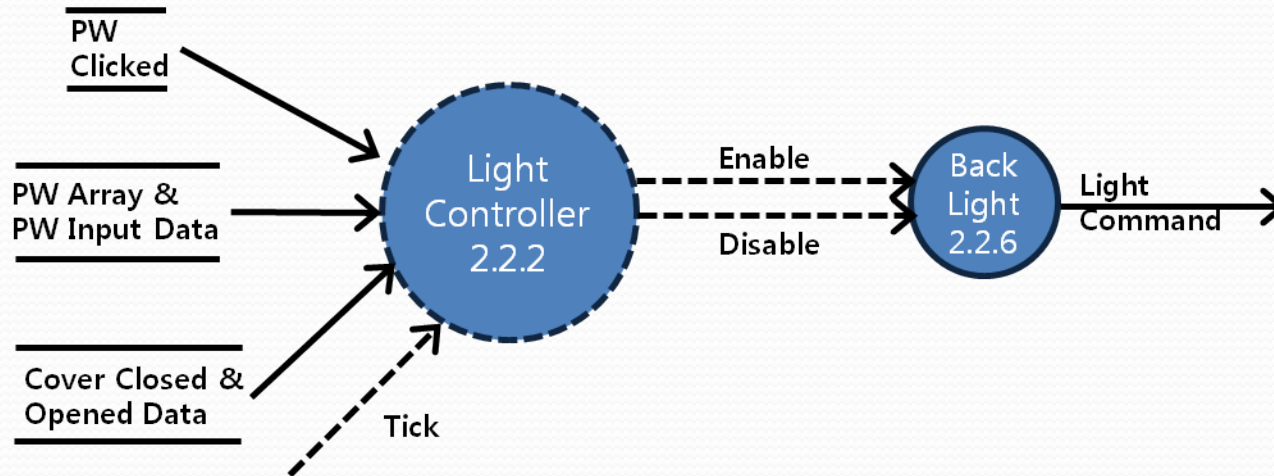 PW
Clicked
PW Array &
PW Input Data
Cover Closed &
Opened Data
Tick
Light
Controller
2.2.2
Enable
Disable
Back
Light
2.2.6
Light
Command